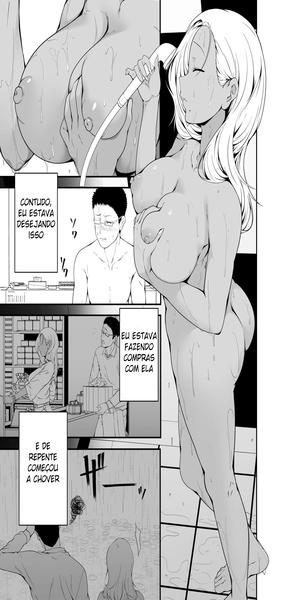 CONTUDO,
EU ESTAVA
DESEJANDO
ISSO
EU ESTAVA
FAZENDO
COMPRAS
COM ELA
E DE
REPENTE
COMEÇOU
A CHOVER